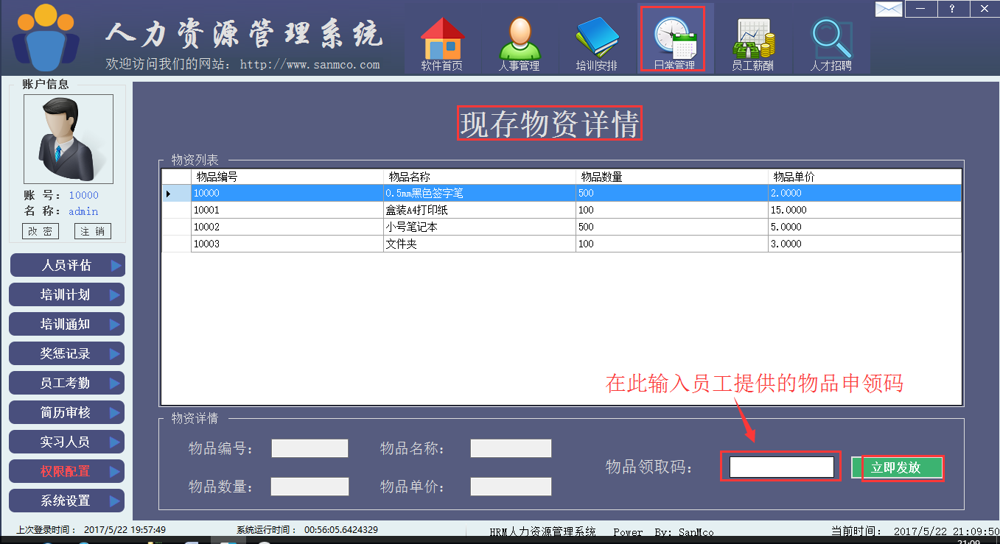 人力资源管理系统
欢迎访问我们的网站：http://www.sanmco.com
软件首页
人事管理
培训安排
日常管理
员工薪酬
人才招聘
?
账户信息
账 号：10000
名 称：admin
改 密
注 销
人员评估
培训计划
培训通知
奖惩记录
员工考勤
简历审核
实习人员
权限配置
系统设置
现存物资详情
物资列表
物品编号 物品名称 物品数量 物品单价
10000 0.5mm黑色签字笔 500 2.0000
10001 盒装A4打印纸 100 15.0000
10002 小号笔记本 500 5.0000
10003 文件夹 100 3.0000
在此输入员工提供的物品申领码
物资详情
物品编号：
物品名称：
物品数量：
物品单价：
物品领取码：
立即发放
上次登录时间： 2017/5/22 19:57:49
系统运行时间： 00:56:05.6424329
HRM人力资源管理系统 Power By: SanMco
当前时间： 2017/5/22 21:09:50
21:09